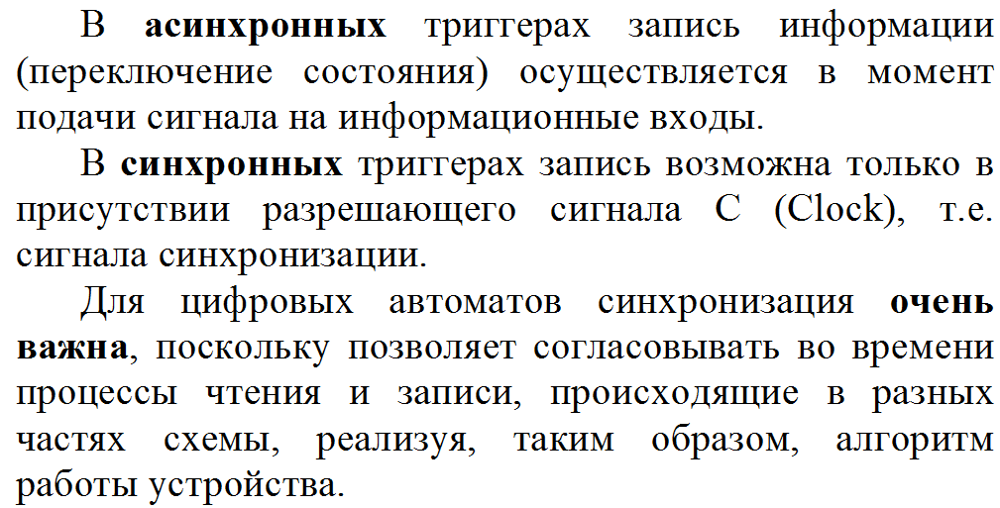 В асинхронных триггерах запись информации
(переключение состояния) осуществляется в момент
подачи сигнала на информационные входы.
В синхронных триггерах запись возможна только в
присутствии разрешающего сигнала С (Clock), т.е.
сигнала синхронизации.
Для цифровых автоматов синхронизация очень
важна, поскольку позволяет согласовывать во времени
процессы чтения и записи, происходящие в разных
частях схемы, реализуя, таким образом, алгоритм
работы устройства.